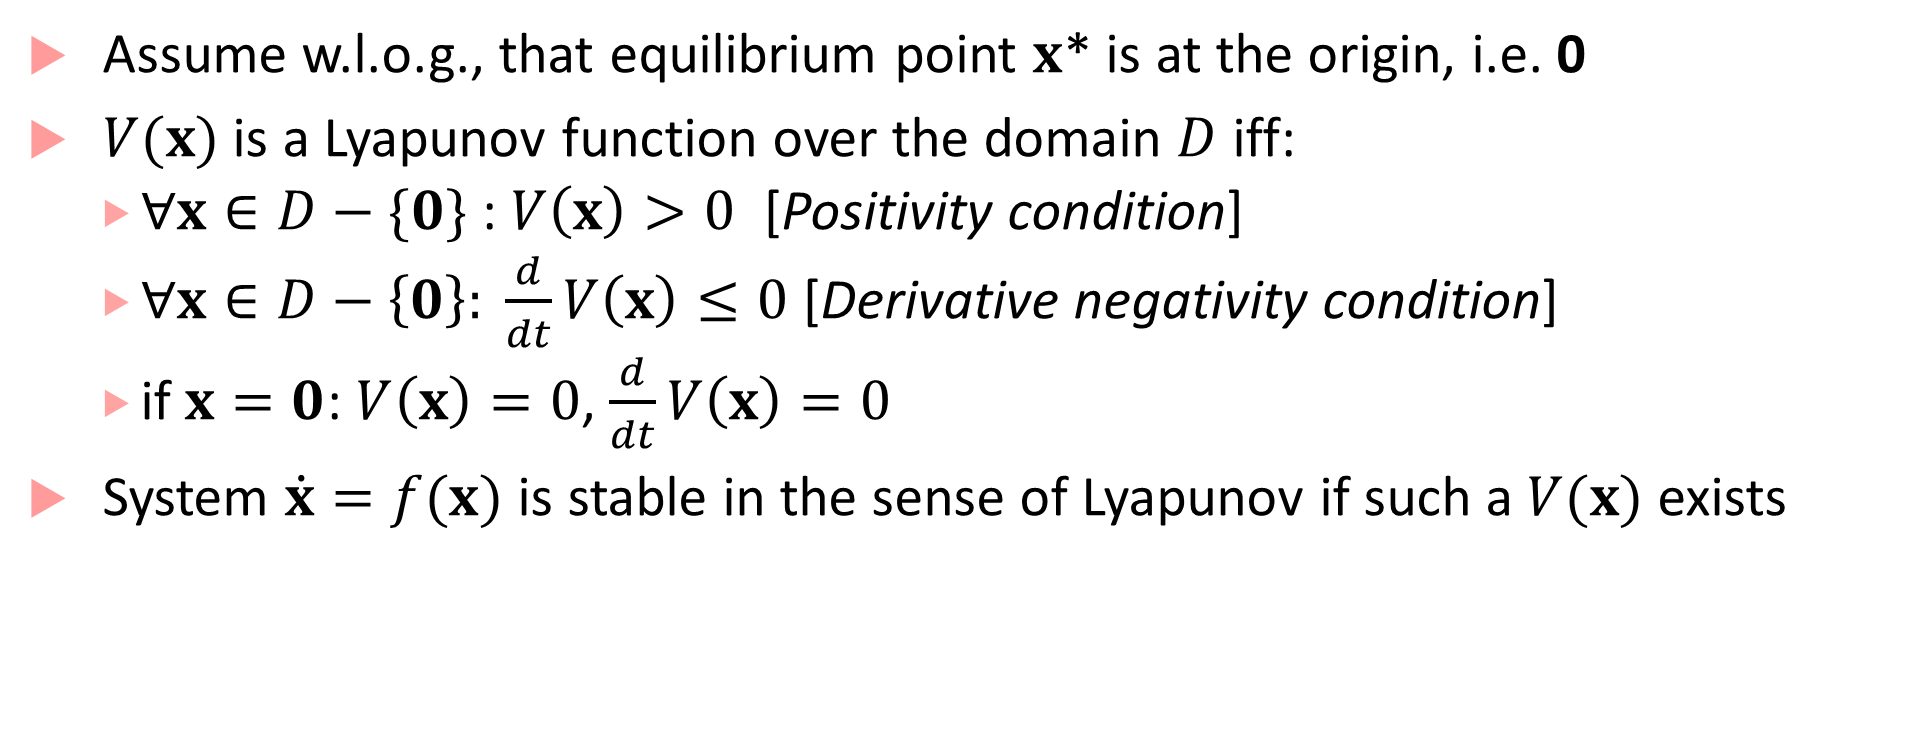 ▶ Assume w.l.o.g., that equilibrium point 𝐱* is at the origin, i.e. 𝟎
▶ 𝑉(𝐱) is a Lyapunov function over the domain 𝐷 iff:
▶ ∀𝐱 ∈ 𝐷 − {𝟎} : 𝑉(𝐱) > 0 [Positivity condition]
▶ ∀𝐱 ∈ 𝐷 − {𝟎}: d/dt 𝑉(𝐱) ≤ 0 [Derivative negativity condition]
▶ if 𝐱 = 𝟎: 𝑉(𝐱) = 0, d/dt 𝑉(𝐱) = 0
▶ System 𝐱̇ = 𝑓(𝐱) is stable in the sense of Lyapunov if such a 𝑉(𝐱) exists